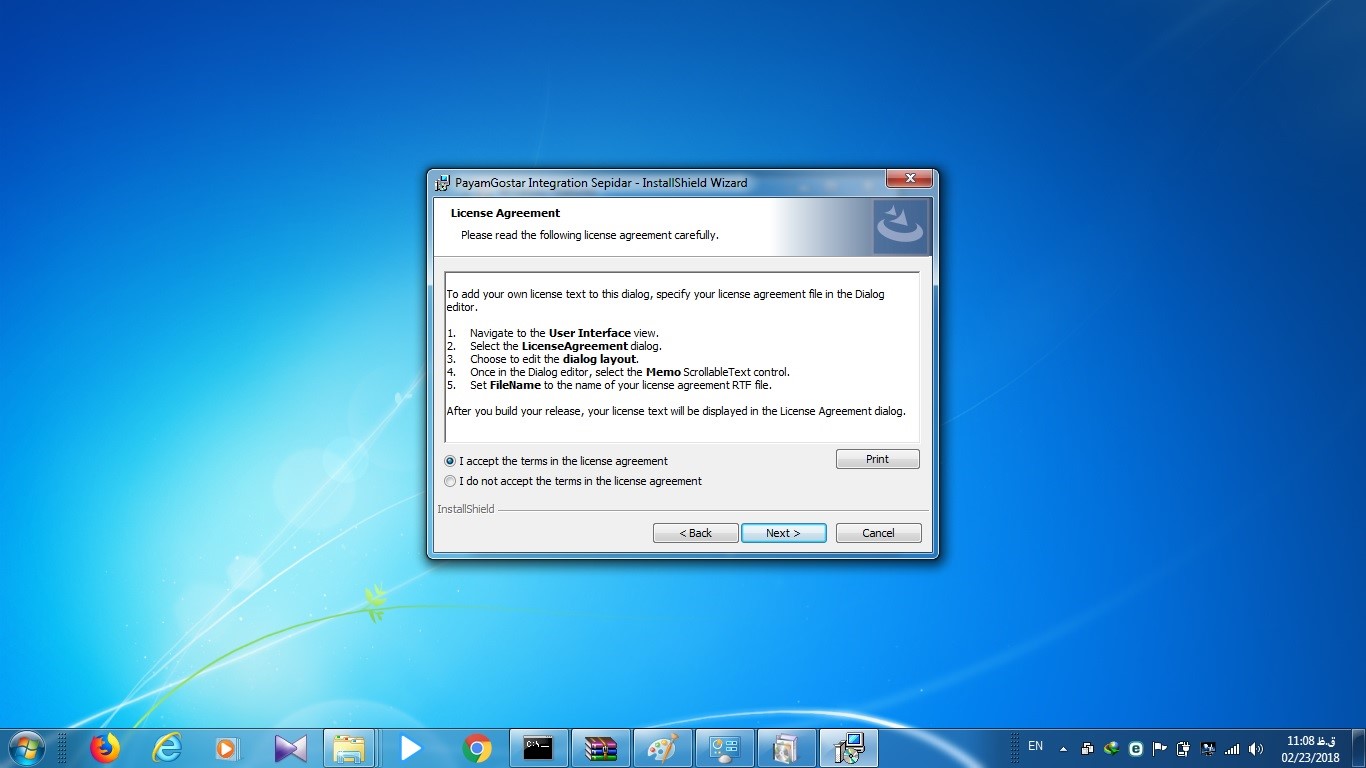 PayamGostar Integration Sepidar - InstallShield Wizard
License Agreement
Please read the following license agreement carefully.
To add your own license text to this dialog, specify your license agreement file in the Dialog
editor.
1. Navigate to the User Interface view.
2. Select the LicenseAgreement dialog.
3. Choose to edit the dialog layout.
4. Once in the Dialog editor, select the Memo ScrollableText control.
5. Set FileName to the name of your license agreement RTF file.
After you build your release, your license text will be displayed in the License Agreement dialog.
I accept the terms in the license agreement
Print
I do not accept the terms in the license agreement
InstallShield
< Back
Next >
Cancel
C:\_
EN
11:08 ق.ظ
02/23/2018